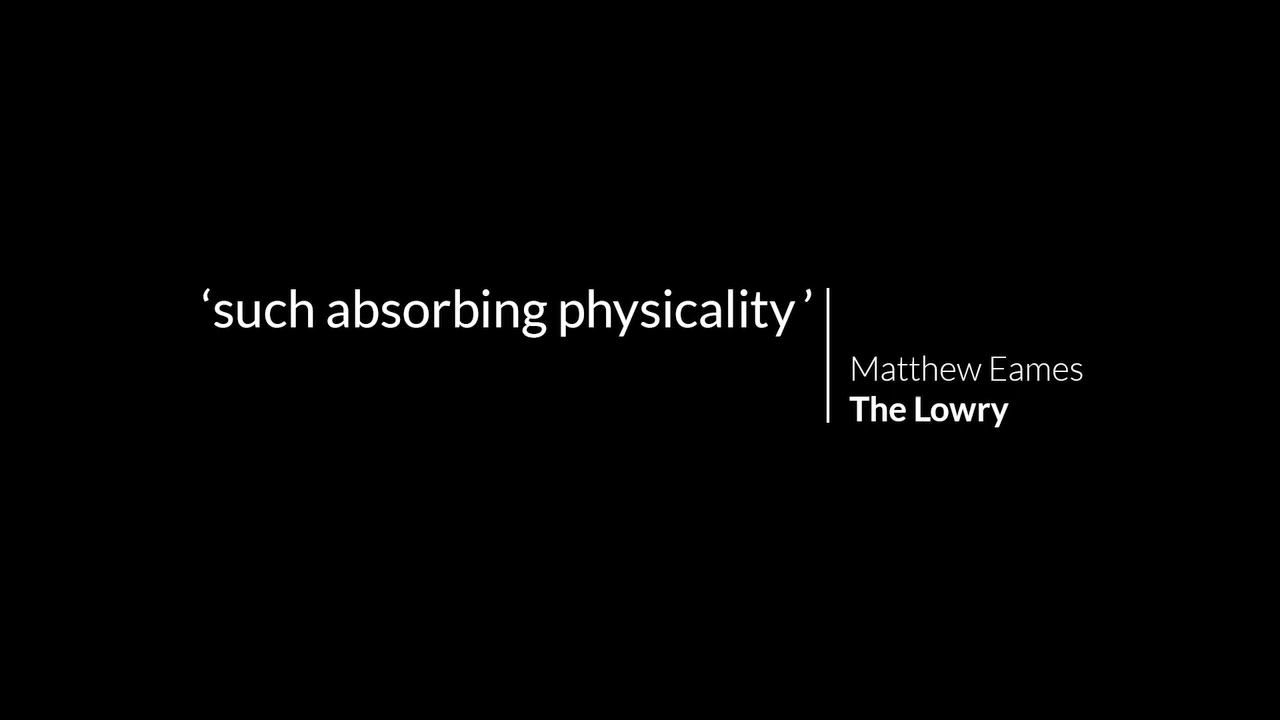 ‘such absorbing physicality’
Matthew Eames
The Lowry